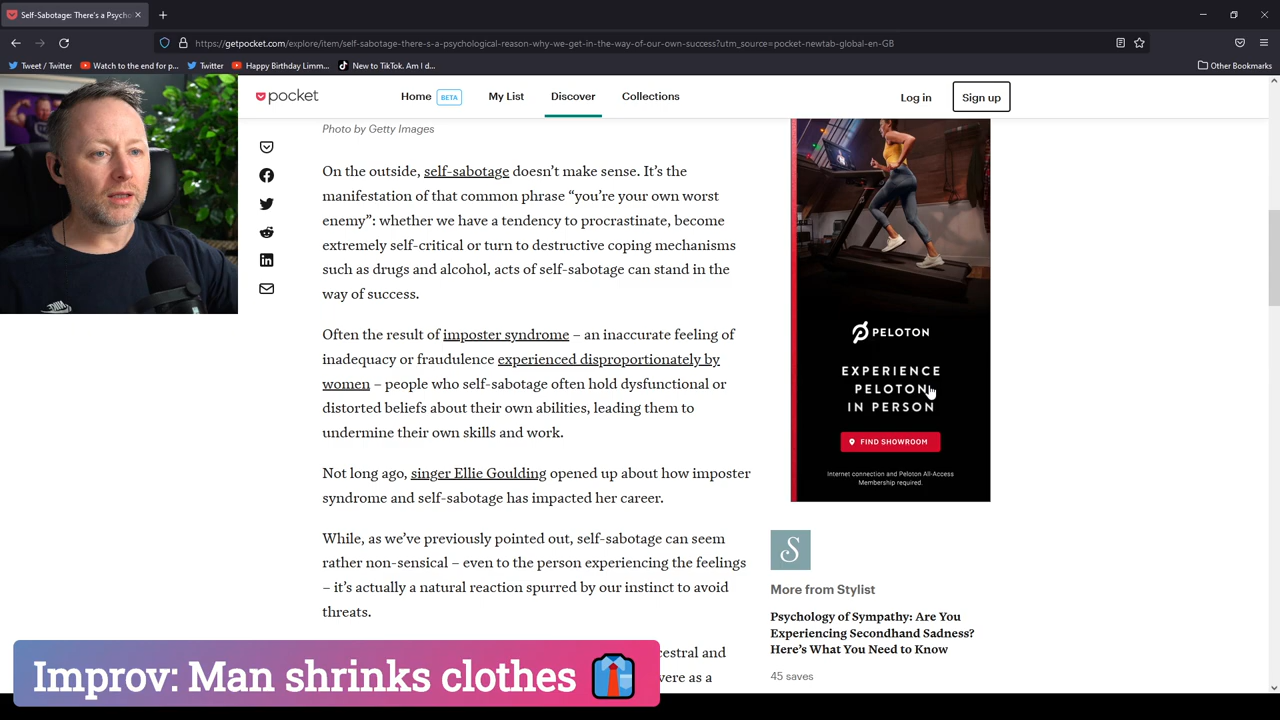 Self-Sabotage: There's a Psycho
https://getpocket.com/explore/item/self-sabotage-there-s-a-psychological-reason-why-we-get-in-the-way-of-our-own-success?utm_source=pocket-newtab-global-en-GB
Tweet / Twitter
Watch to the end for p...
Twitter
Happy Birthday Limm...
New to TikTok. Am I d...
Other Bookmarks
pocket
Home BETA
My List
Discover
Collections
Log in
Sign up
Photo by Getty Images
On the outside, self-sabotage doesn't make sense. It's the
manifestation of that common phrase “you're your own worst
enemy”: whether we have a tendency to procrastinate, become
extremely self-critical or turn to destructive coping mechanisms
such as drugs and alcohol, acts of self-sabotage can stand in the
way of success.
Often the result of imposter syndrome – an inaccurate feeling of
inadequacy or fraudulence experienced disproportionately by
women – people who self-sabotage often hold dysfunctional or
distorted beliefs about their own abilities, leading them to
undermine their own skills and work.
Not long ago, singer Ellie Goulding opened up about how imposter
syndrome and self-sabotage has impacted her career.
While, as we've previously pointed out, self-sabotage can seem
rather non-sensical – even to the person experiencing the feelings
– it's actually a natural reaction spurred by our instinct to avoid
threats.
cestral and
vere as a
PELOTON
EXPERIENCE
PELOTON
IN PERSON
FIND SHOWROOM
Internet connection and Peloton All-Access
Membership required.
S
More from Stylist
Psychology of Sympathy: Are You
Experiencing Secondhand Sadness?
Here's What You Need to Know
45 saves
Improv: Man shrinks clothes